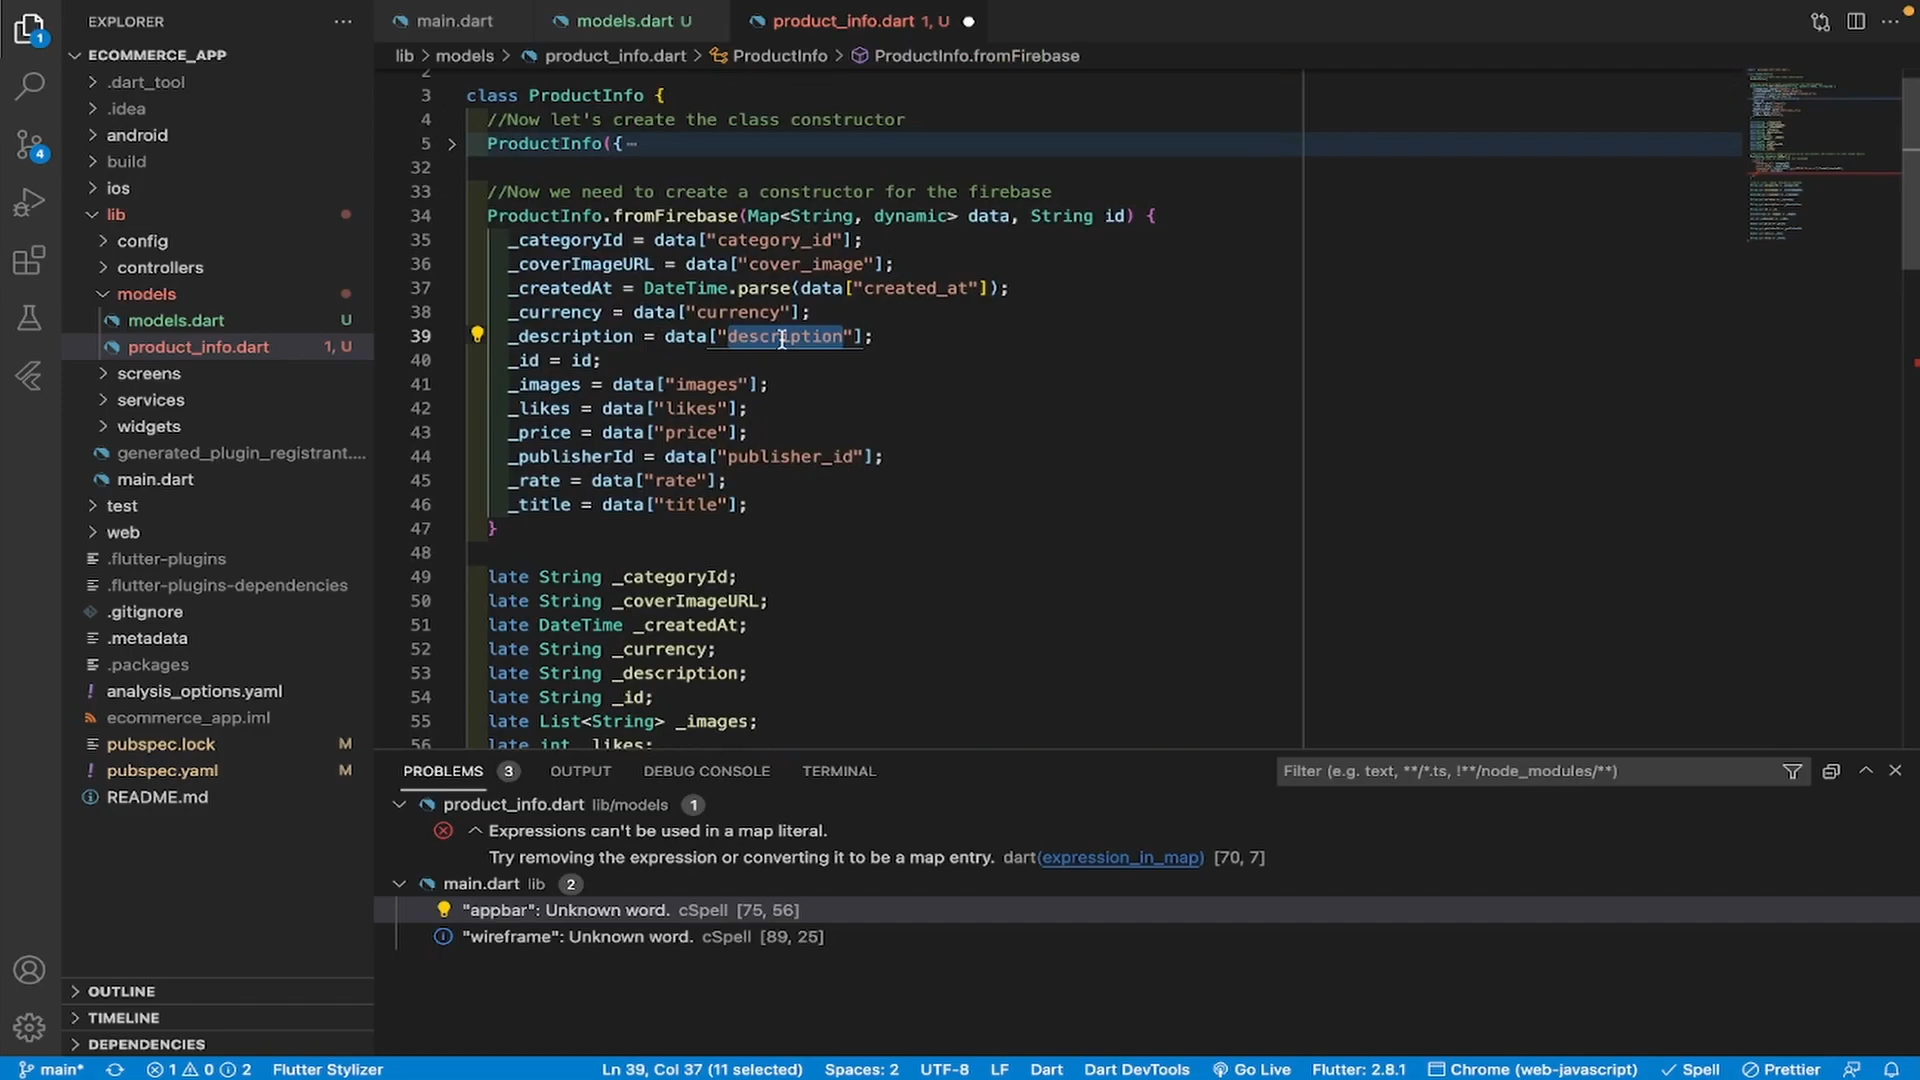 EXPLORER
main.dart
models.dart U
product_info.dart 1, U
1
ECOMMERCE_APP
lib > models > product_info.dart > ProductInfo > ProductInfo.fromFirebase
.dart_tool
.idea
android
build
ios
lib
config
controllers
models
models.dart U
product_info.dart 1, U
screens
services
widgets
generated_plugin_registrant....
main.dart
test
web
.flutter-plugins
.flutter-plugins-dependencies
.gitignore
.metadata
.packages
analysis_options.yaml
ecommerce_app.iml
pubspec.lock M
pubspec.yaml M
README.md
OUTLINE
TIMELINE
DEPENDENCIES
4
2
3 class ProductInfo {
4 //Now let's create the class constructor
5 ProductInfo({
32
33 //Now we need to create a constructor for the firebase
34 ProductInfo.fromFirebase(Map<String, dynamic> data, String id) {
35 _categoryId = data["category_id"];
36 _coverImageURL = data["cover_image"];
37 _createdAt = DateTime.parse(data["created_at"]);
38 _currency = data["currency"];
39 _description = data["description"];
40 _id = id;
41 _images = data["images"];
42 _likes = data["likes"];
43 _price = data["price"];
44 _publisherId = data["publisher_id"];
45 _rate = data["rate"];
46 _title = data["title"];
47 }
48
49 late String _categoryId;
50 late String _coverImageURL;
51 late DateTime _createdAt;
52 late String _currency;
53 late String _description;
54 late String _id;
55 late List<String> _images;
56 late int _likes;
PROBLEMS 3 OUTPUT DEBUG CONSOLE TERMINAL
Filter (e.g. text, **/*.ts, !**/node_modules/**)
product_info.dart lib/models 1
Expressions can't be used in a map literal.
Try removing the expression or converting it to be a map entry. dart(expression_in_map) [70, 7]
main.dart lib 2
"appbar": Unknown word. cSpell [75, 56]
"wireframe": Unknown word. cSpell [89, 25]
main* 1 0 2 Flutter Stylizer Ln 39, Col 37 (11 selected) Spaces: 2 UTF-8 LF Dart Dart DevTools Go Live Flutter: 2.8.1 Chrome (web-javascript) Spell Prettier